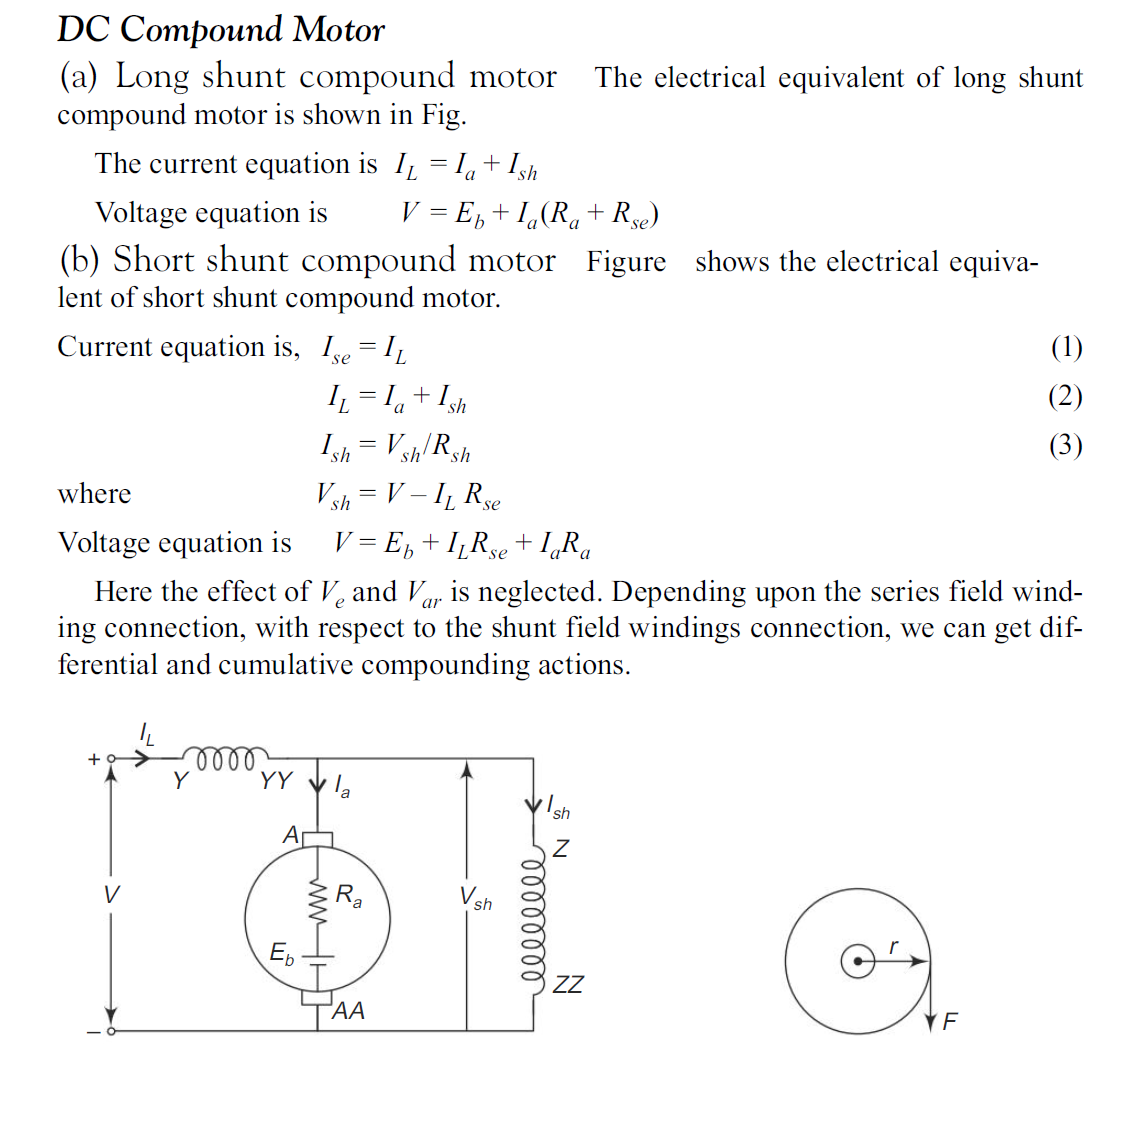 DC Compound Motor
(a) Long shunt compound motor The electrical equivalent of long shunt
compound motor is shown in Fig.
The current equation is I_L = I_a + I_sh
Voltage equation is V = E_b + I_a(R_a + R_se)
(b) Short shunt compound motor Figure shows the electrical equiva-
lent of short shunt compound motor.
Current equation is, I_se = I_L (1)
I_L = I_a + I_sh (2)
I_sh = V_sh/R_sh (3)
where V_sh = V – I_L R_se
Voltage equation is V = E_b + I_L R_se + I_a R_a
Here the effect of V_e and V_ar is neglected. Depending upon the series field wind-
ing connection, with respect to the shunt field windings connection, we can get dif-
ferential and cumulative compounding actions.
I_L
+
Y YY I_a
I_sh
A Z
V R_a V_sh
E_b r
ZZ
AA F
–